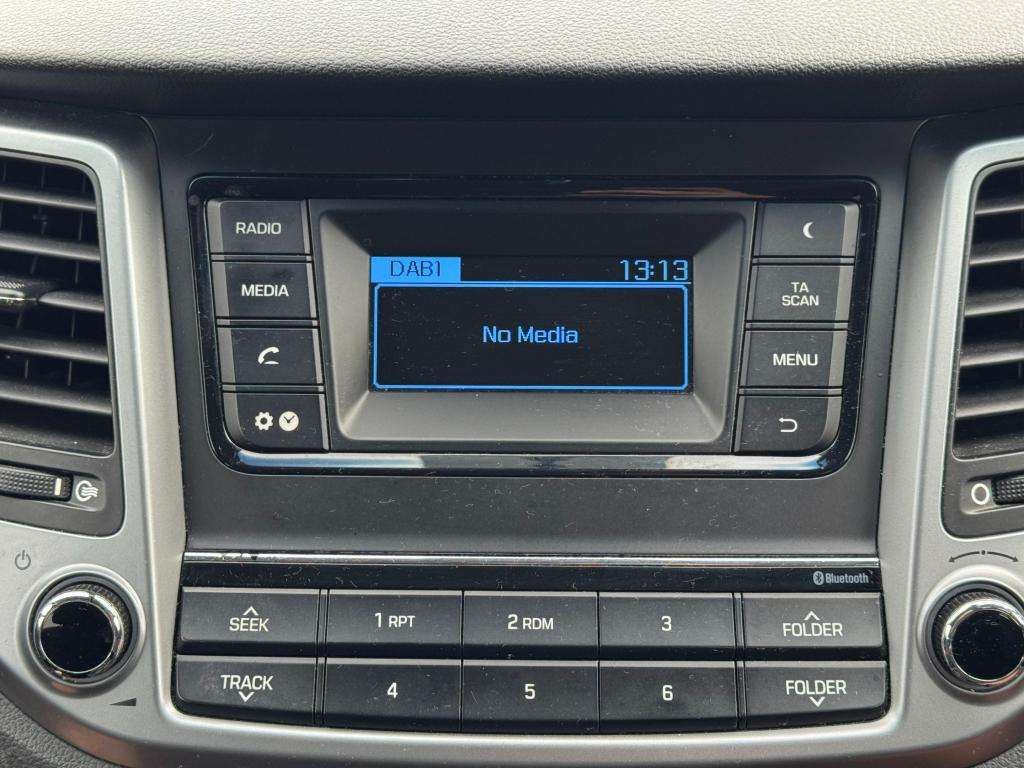 RADIO
MEDIA
DAB1 13:13
No Media
TA
SCAN
MENU
Bluetooth
SEEK
1 RPT
2 RDM
3
FOLDER
TRACK
4
5
6
FOLDER